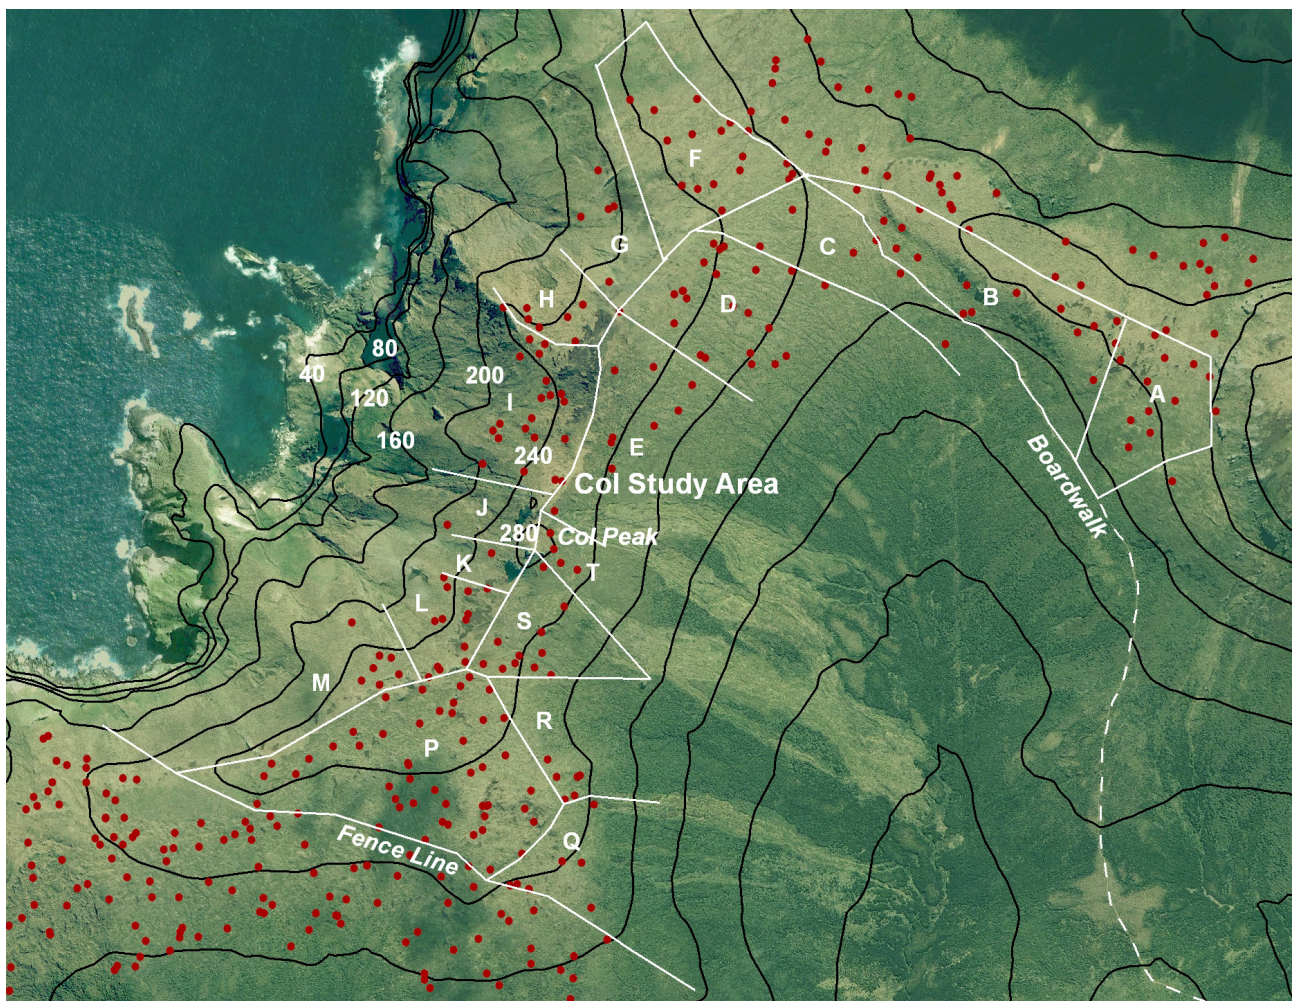 F
G
C
H
B
D
80
40
200
120
A
I
160
E
240
Boardwalk
Col Study Area
J
280
Col Peak
K
T
L
S
M
R
P
Q
Fence Line